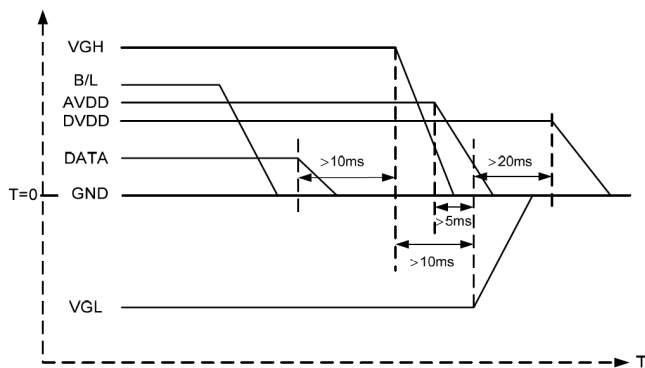 VGH
B/L
AVDD
DVDD
DATA
>10ms
>20ms
T=0
GND
>5ms
>10ms
VGL
T